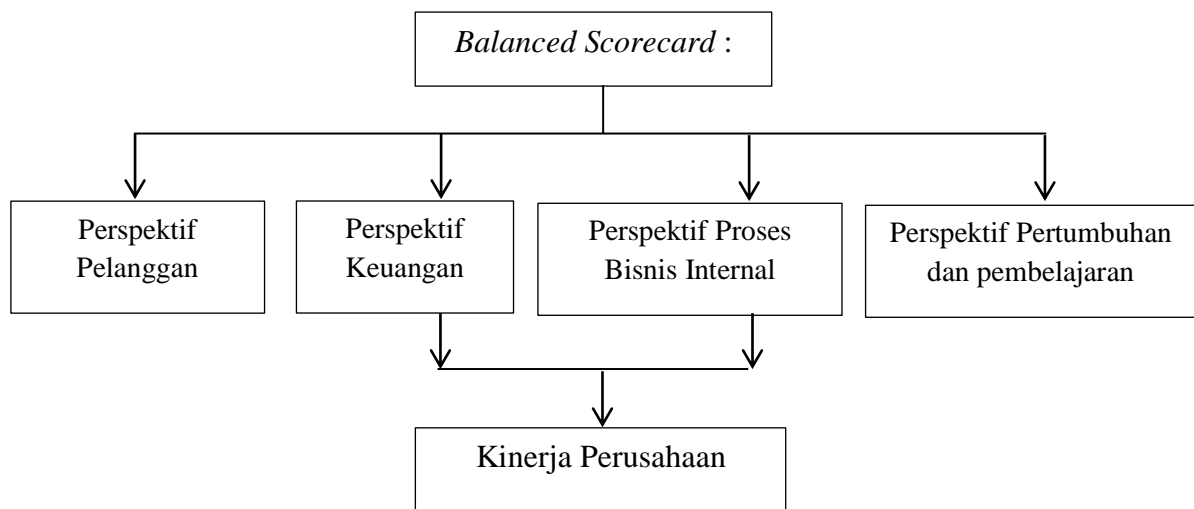 Balanced Scorecard :
Perspektif
Pelanggan
Perspektif
Keuangan
Perspektif Proses
Bisnis Internal
Perspektif Pertumbuhan
dan pembelajaran
Kinerja Perusahaan